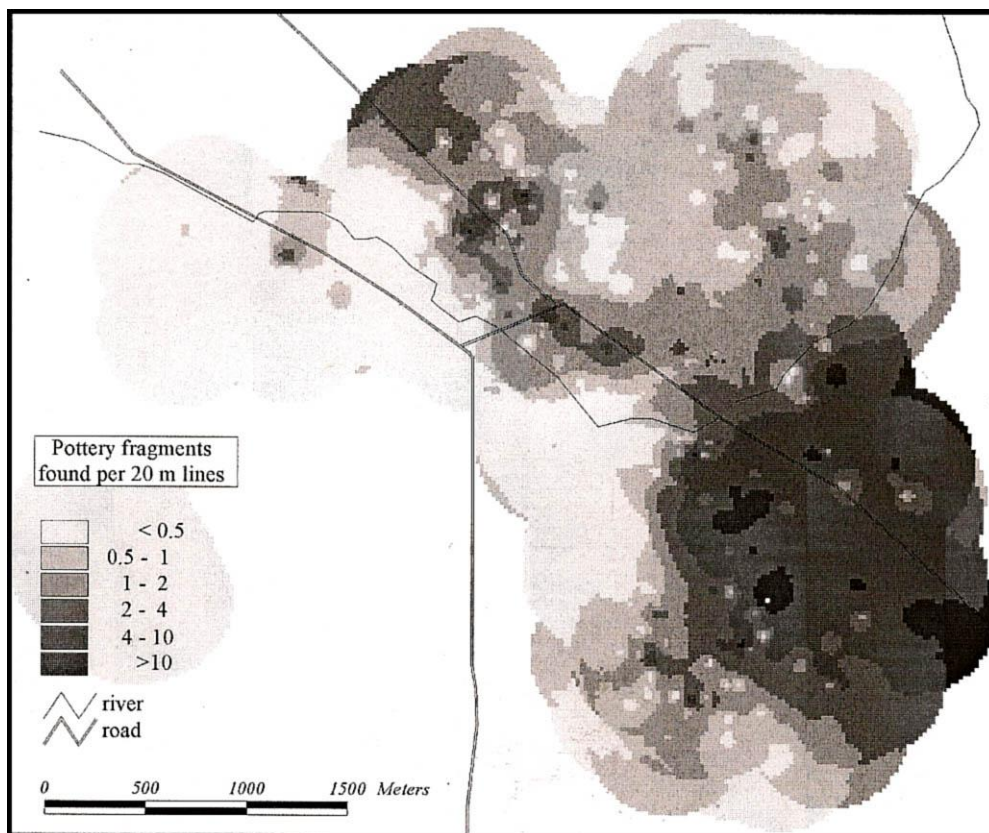 Pottery fragments
found per 20 m lines
< 0.5
0.5 - 1
1 - 2
2 - 4
4 - 10
>10
river
road
0 500 1000 1500 Meters